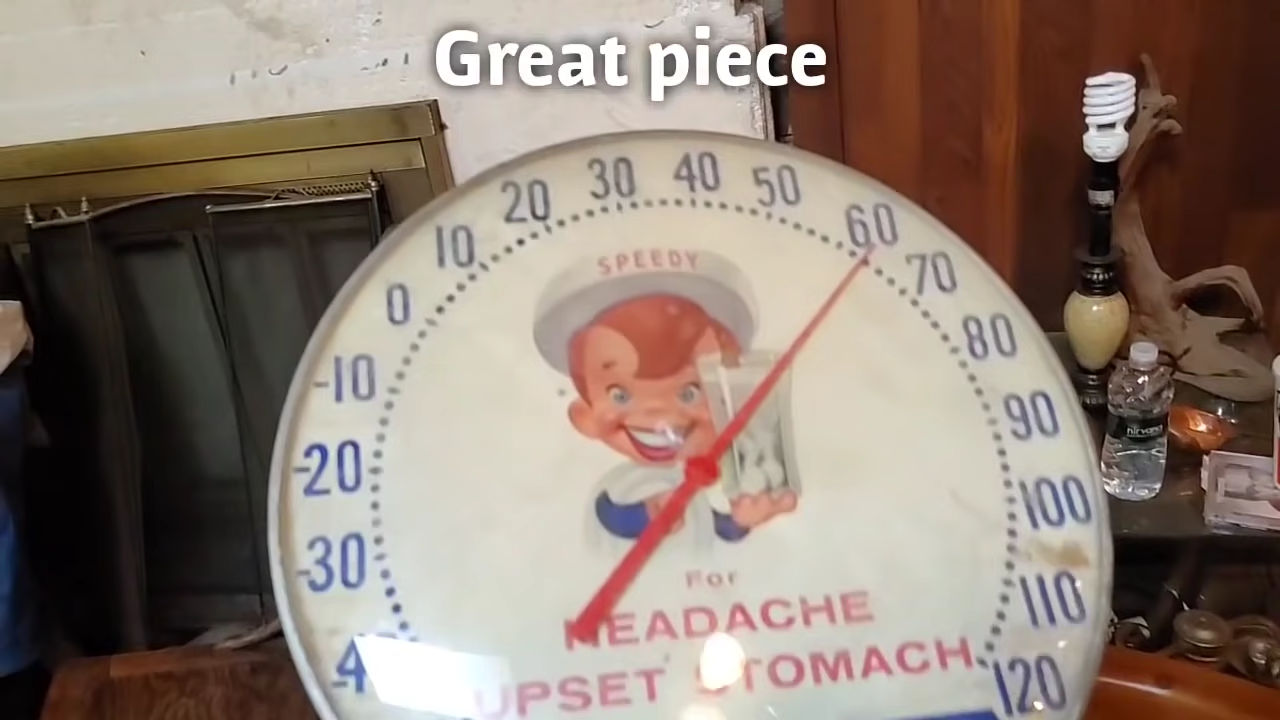 Great piece
30 40
20 50
10 60
0 70
SPEEDY
-10 80
-20 90
-30 100
110
120
For
HEADACHE
UPSET STOMACH
nirvana